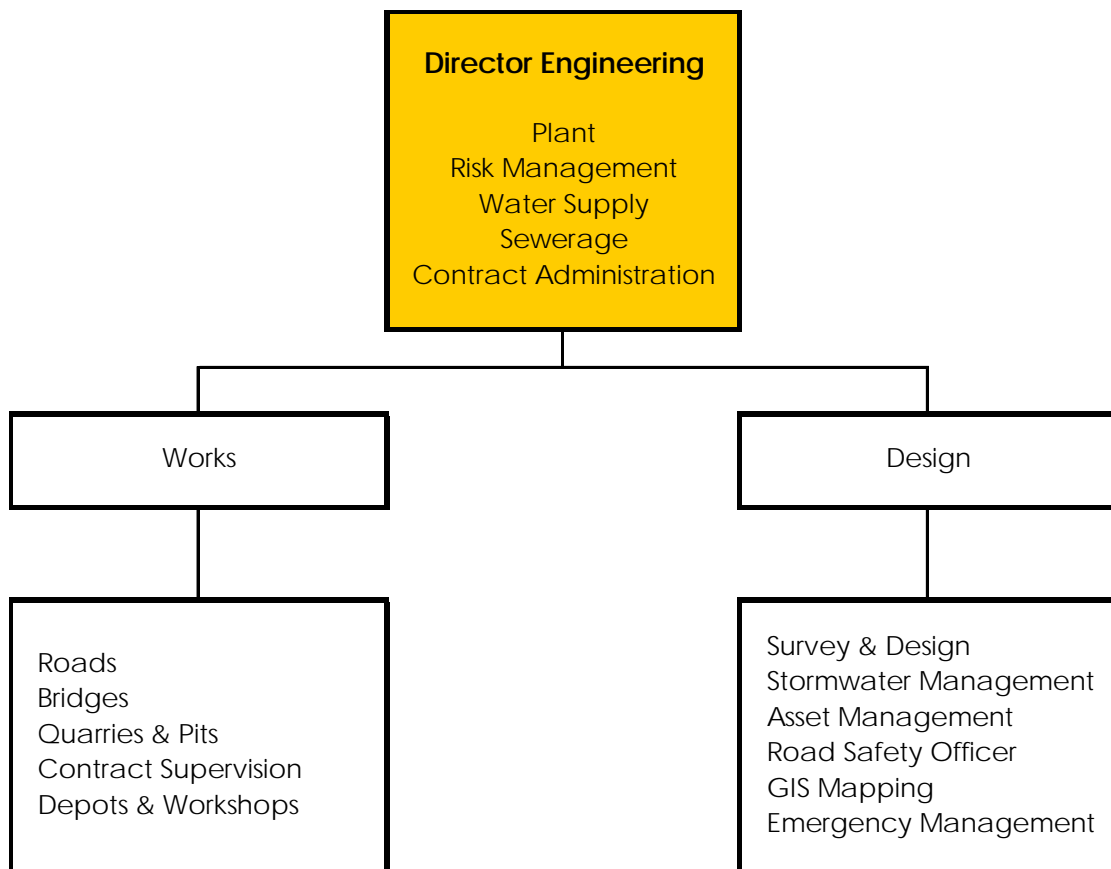 Director Engineering
Plant
Risk Management
Water Supply
Sewerage
Contract Administration
Works
Design
Roads
Bridges
Quarries & Pits
Contract Supervision
Depots & Workshops
Survey & Design
Stormwater Management
Asset Management
Road Safety Officer
GIS Mapping
Emergency Management